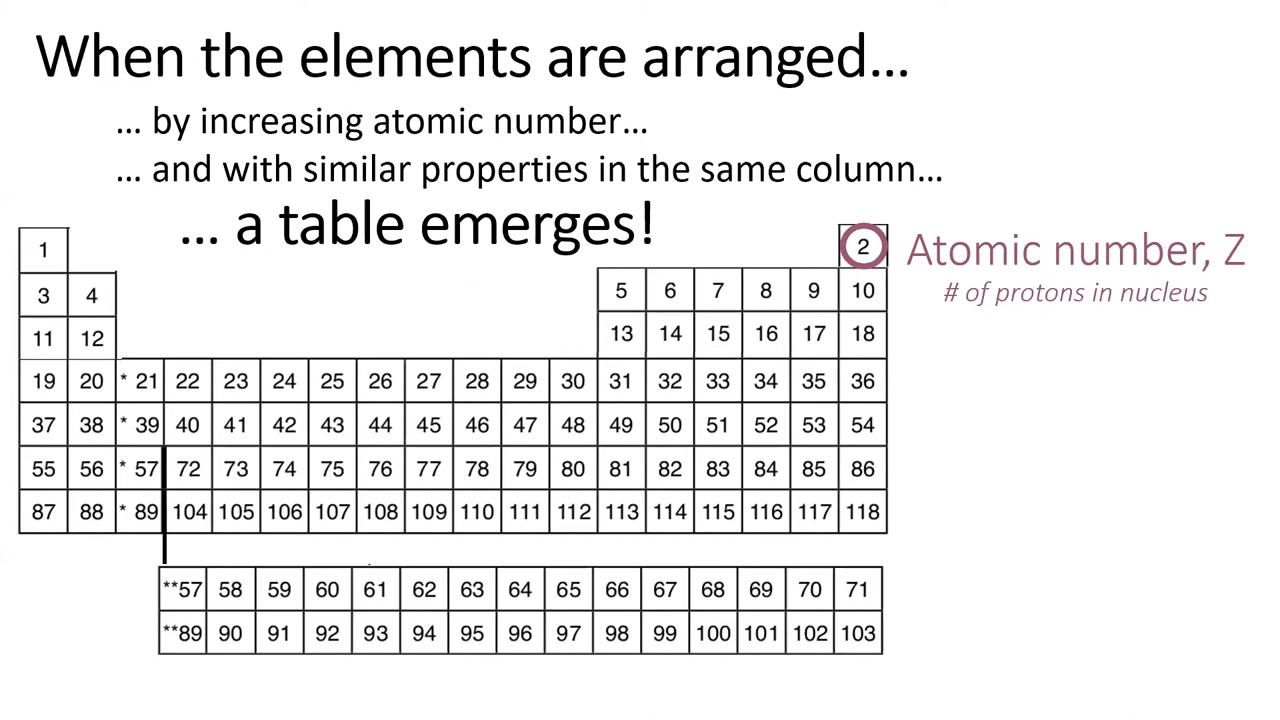 When the elements are arranged...
... by increasing atomic number...
... and with similar properties in the same column...
... a table emerges!
1 2 Atomic number, Z
# of protons in nucleus
3 4 5 6 7 8 9 10
11 12 13 14 15 16 17 18
19 20 * 21 22 23 24 25 26 27 28 29 30 31 32 33 34 35 36
37 38 * 39 40 41 42 43 44 45 46 47 48 49 50 51 52 53 54
55 56 * 57 72 73 74 75 76 77 78 79 80 81 82 83 84 85 86
87 88 * 89 104 105 106 107 108 109 110 111 112 113 114 115 116 117 118
**57 58 59 60 61 62 63 64 65 66 67 68 69 70 71
**89 90 91 92 93 94 95 96 97 98 99 100 101 102 103